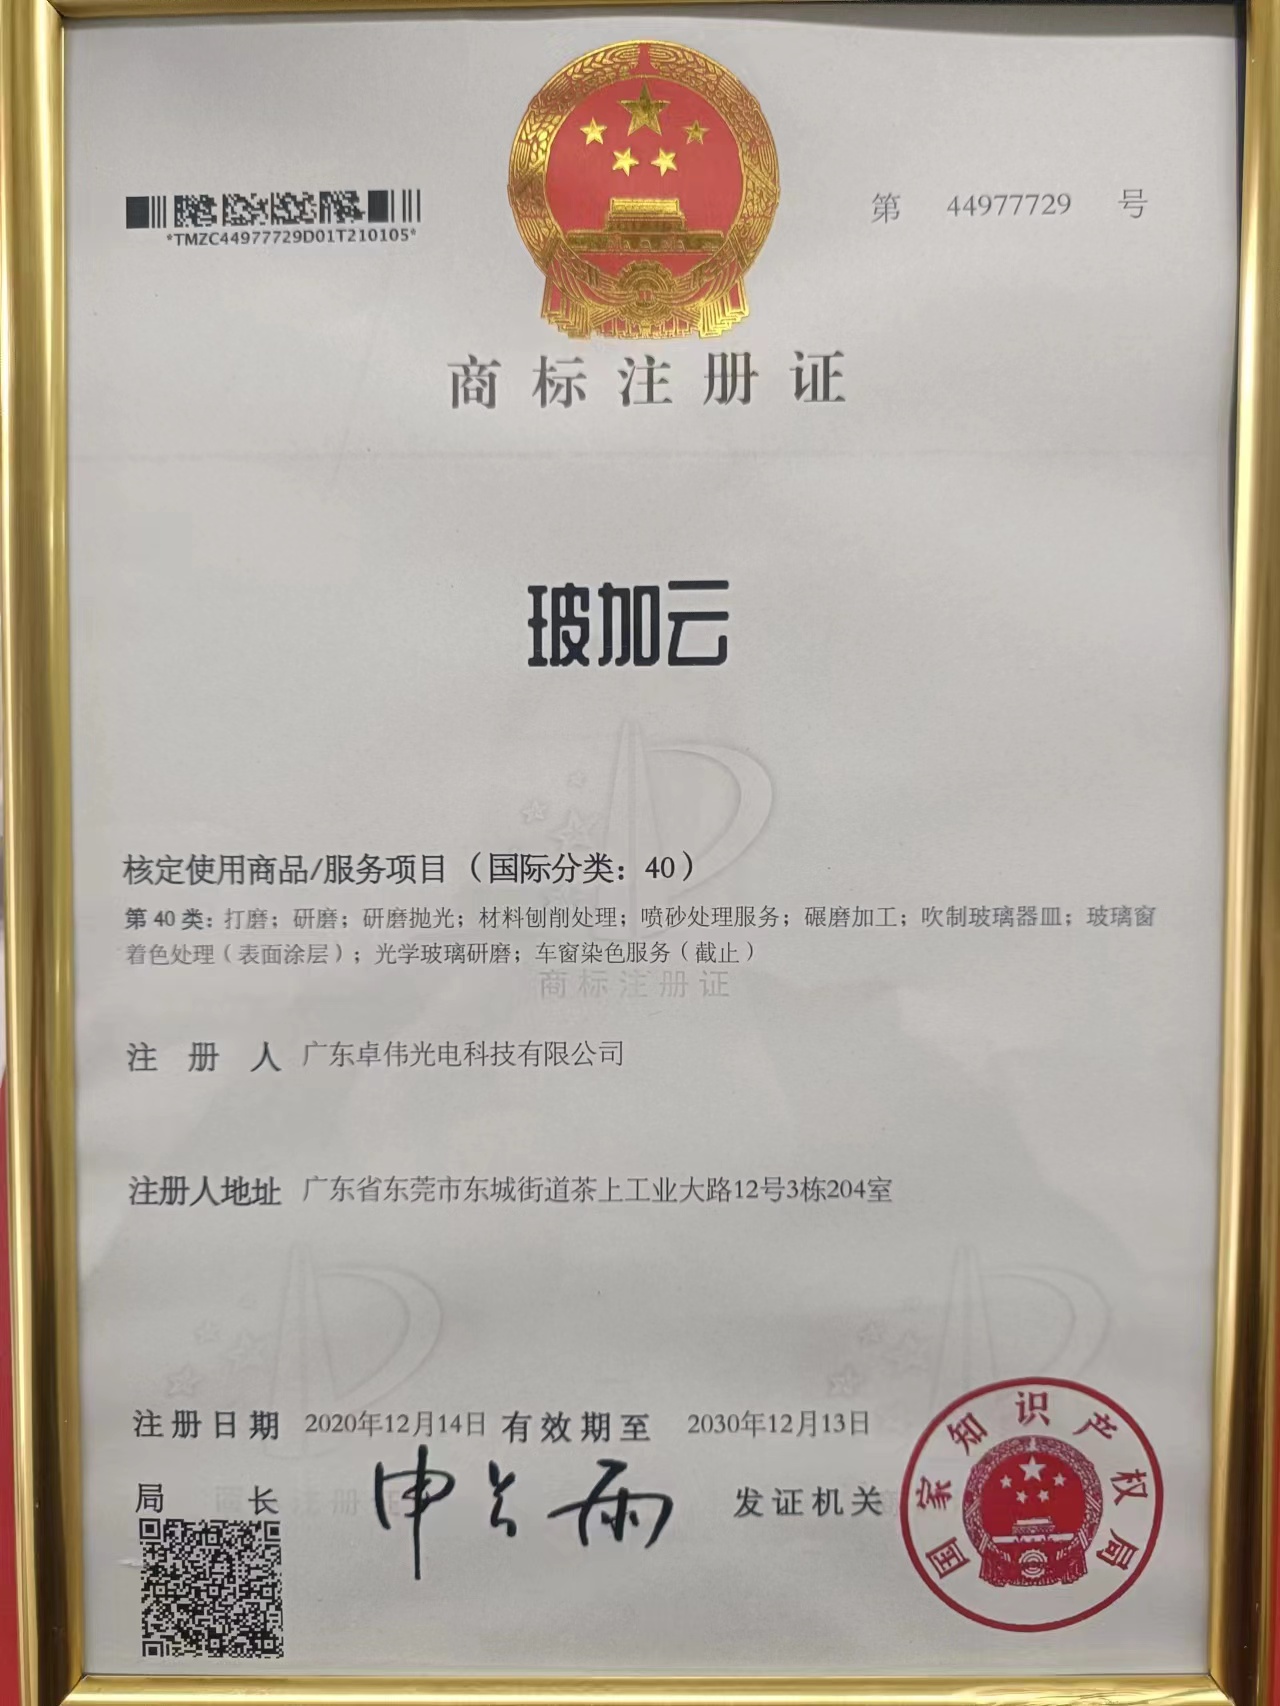 第 44977729 号
*TMZC44977729D01T210105*
商标注册证
玻加云
核定使用商品/服务项目（国际分类：40）
第 40 类: 打磨；研磨；研磨抛光；材料刨削处理；喷砂处理服务；碾磨加工；吹制玻璃器皿；玻璃窗
着色处理（表面涂层）；光学玻璃研磨；车窗染色服务（截止）
商标注册证
注册人 广东卓伟光电科技有限公司
注册人地址 广东省东莞市东城街道茶上工业大路12号3栋204室
注册日期 2020年12月14日 有效期至 2030年12月13日
局长 申长雨 发证机关
国家知识产权局